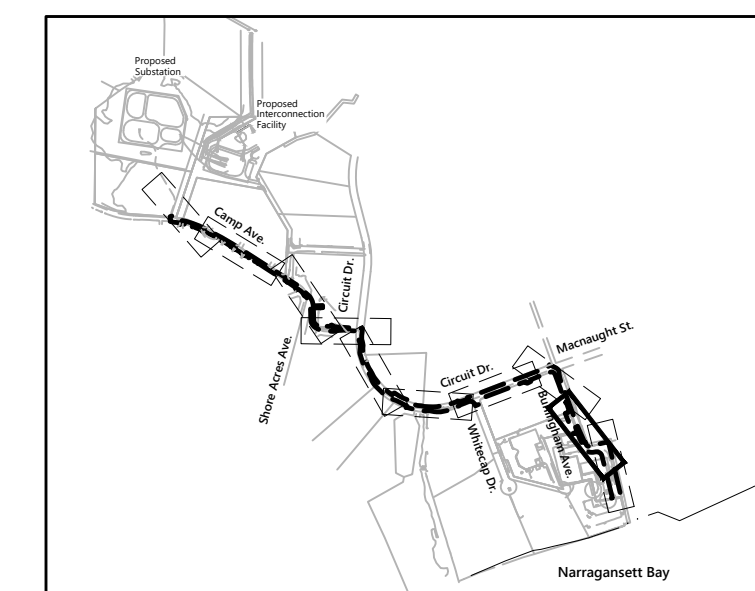 Proposed
Substation
Proposed
Interconnection
Facility
Camp Ave.
Circuit Dr.
Shore Acres Ave.
Macnaught St.
Circuit Dr.
Burlingham Ave.
Whitecap Dr.
Narragansett Bay